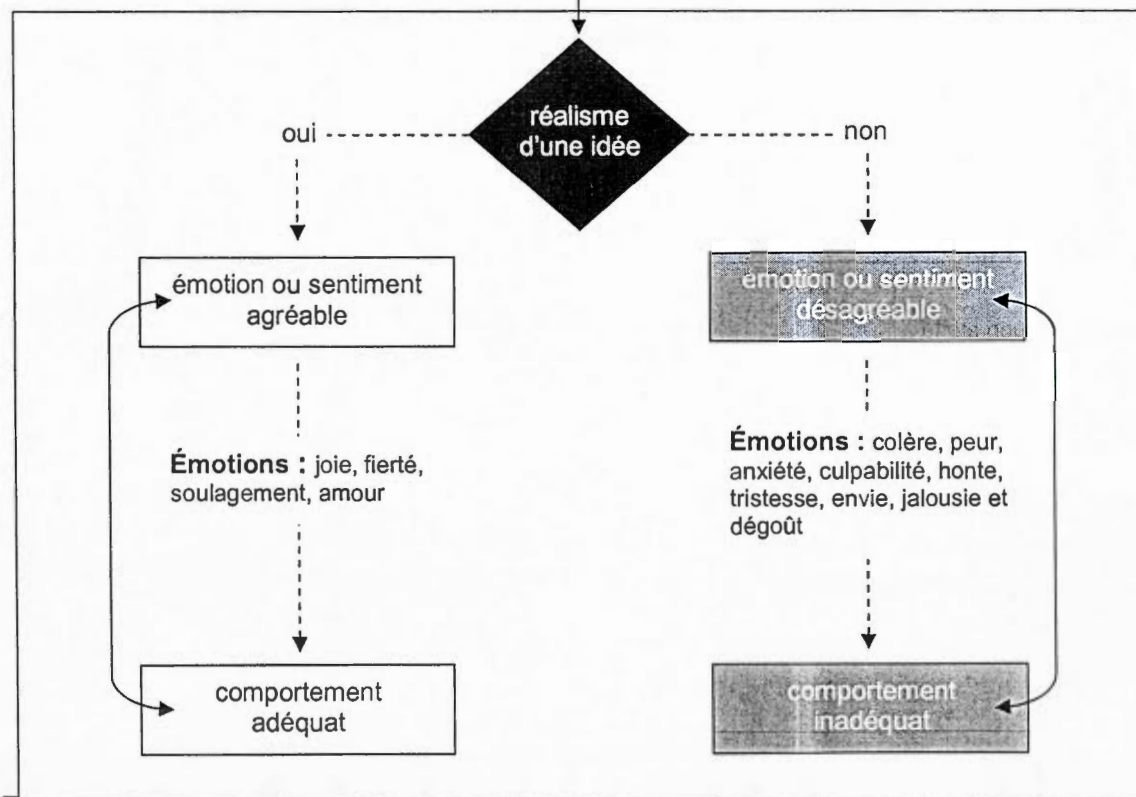 réalisme
d'une idée
oui
non
émotion ou sentiment
agréable
émotion ou sentiment
désagréable
Émotions : joie, fierté,
soulagement, amour
Émotions : colère, peur,
anxiété, culpabilité, honte,
tristesse, envie, jalousie et
dégoût
comportement
adéquat
comportement
inadéquat